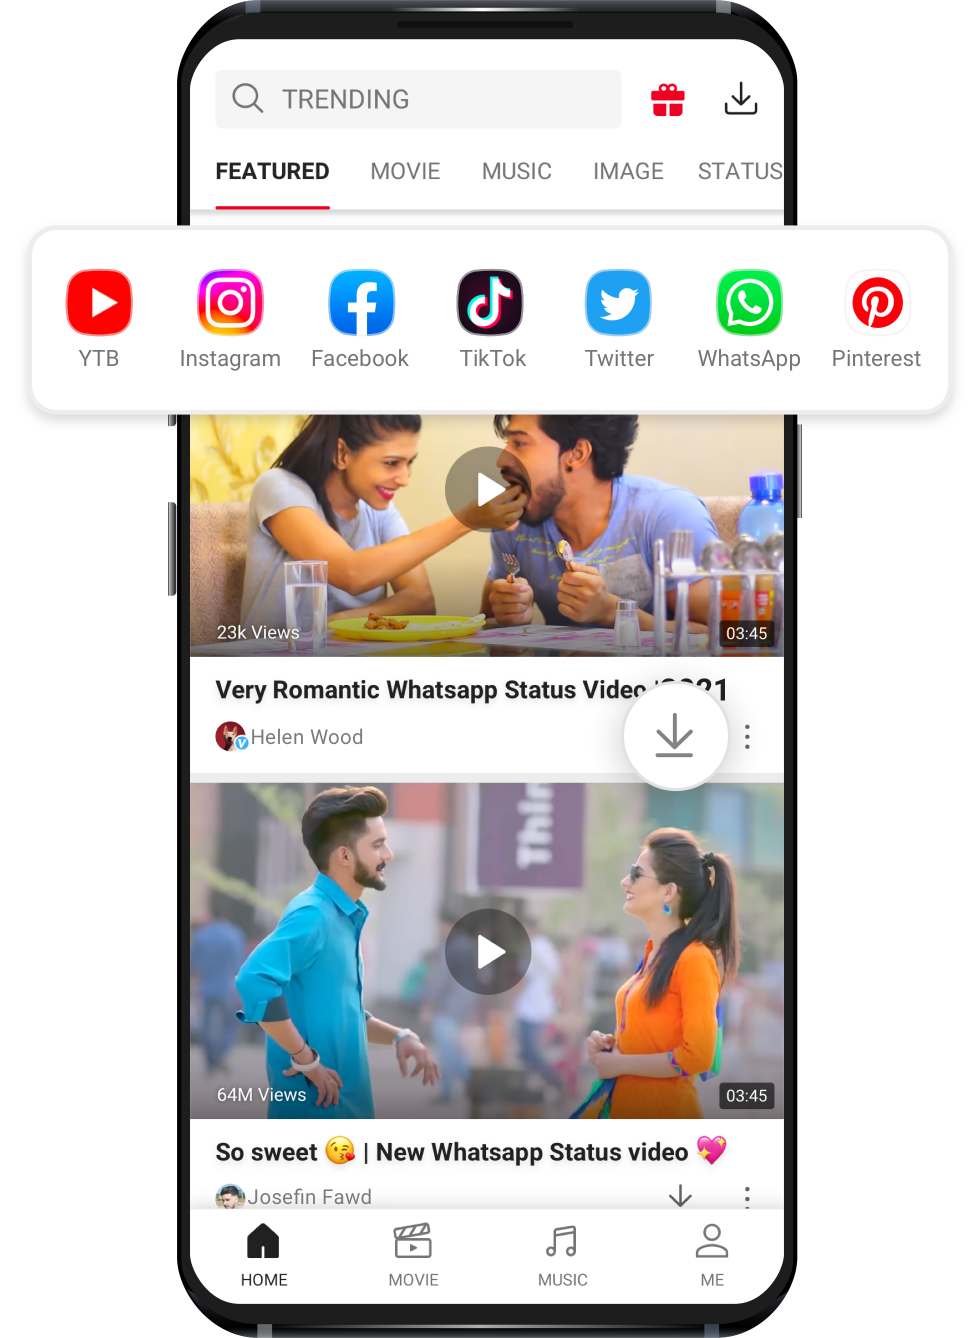 TRENDING
FEATURED MOVIE MUSIC IMAGE STATUS
YTB Instagram Facebook TikTok Twitter WhatsApp Pinterest
23k Views 03:45
Very Romantic Whatsapp Status Video
Helen Wood
Thin
64M Views 03:45
So sweet 😘 | New Whatsapp Status video 💖
Josefin Fawd
HOME MOVIE MUSIC ME